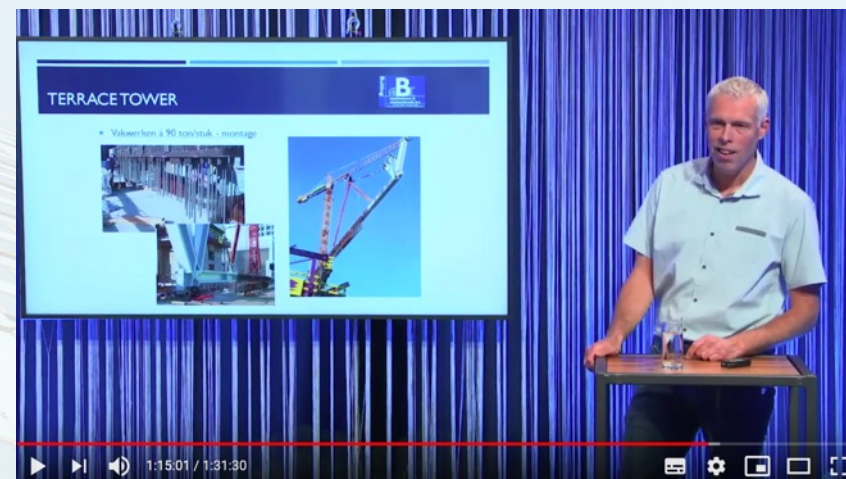 TERRACE TOWER
B
• Vakwerken à 90 ton/stuk - montage
1:15:01 / 1:31:30